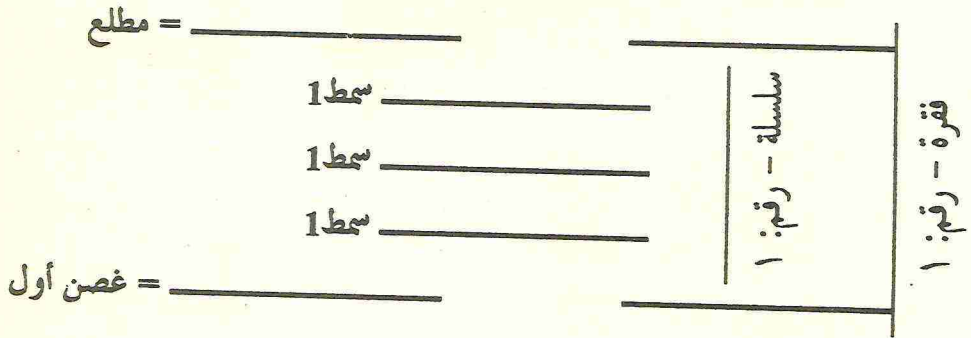 = مطلع
سمط1
سمط1
سمط1
= غصن أول
سلسلة - رقم: ١
فقرة - رقم: ١